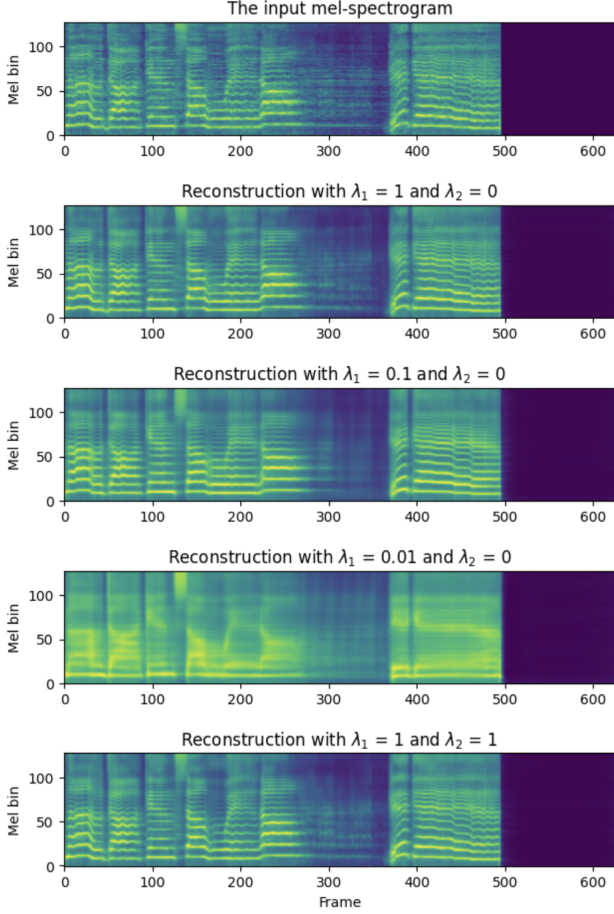 The input mel-spectrogram
Mel bin
100
50
0
0 100 200 300 400 500 600
Reconstruction with λ₁ = 1 and λ₂ = 0
Mel bin
100
50
0
0 100 200 300 400 500 600
Reconstruction with λ₁ = 0.1 and λ₂ = 0
Mel bin
100
50
0
0 100 200 300 400 500 600
Reconstruction with λ₁ = 0.01 and λ₂ = 0
Mel bin
100
50
0
0 100 200 300 400 500 600
Reconstruction with λ₁ = 1 and λ₂ = 1
Mel bin
100
50
0
0 100 200 300 400 500 600
Frame